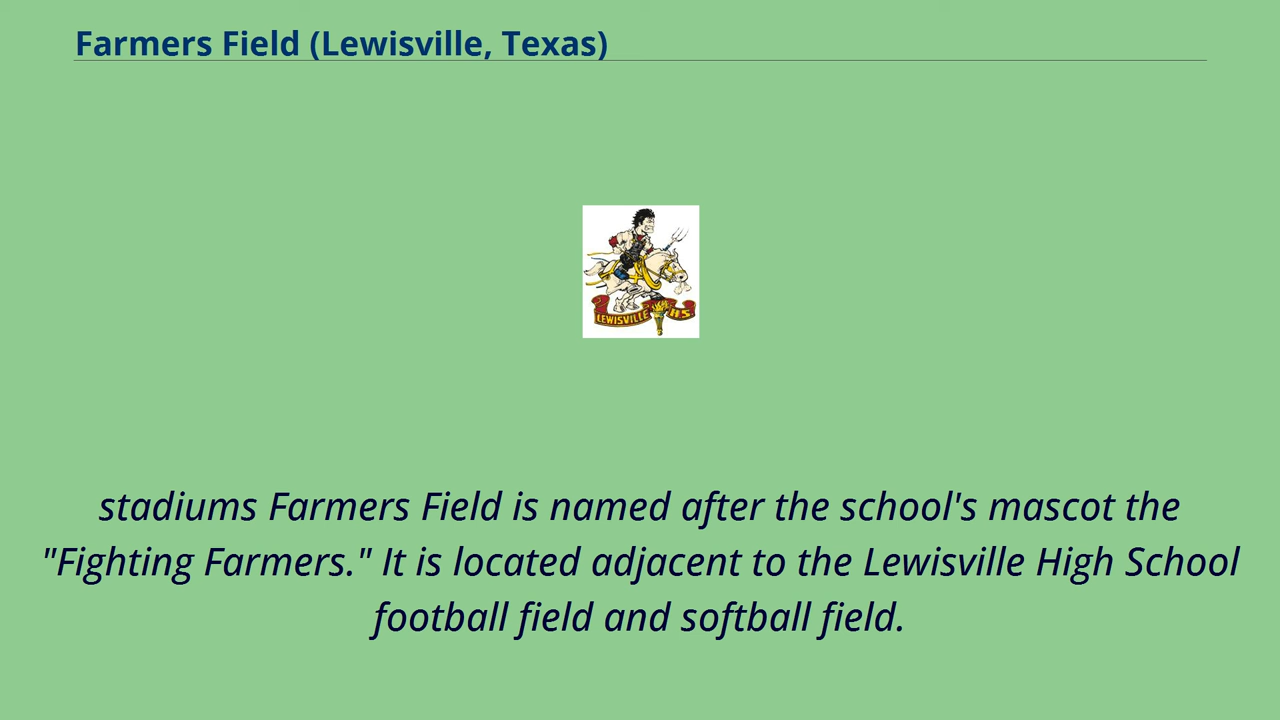 Farmers Field (Lewisville, Texas)
LEWISVILLE H.S.
stadiums Farmers Field is named after the school's mascot the
"Fighting Farmers." It is located adjacent to the Lewisville High School
football field and softball field.